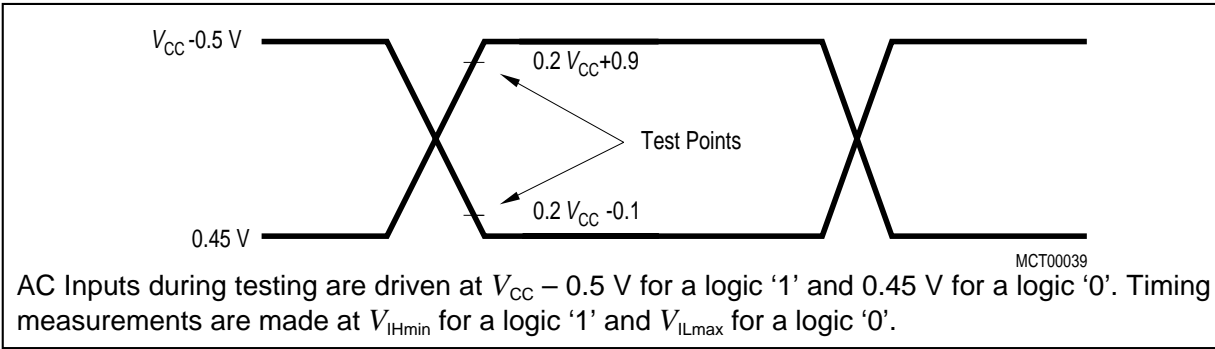 VCC -0.5 V
0.2 VCC+0.9
Test Points
0.2 VCC -0.1
0.45 V
MCT00039
AC Inputs during testing are driven at VCC – 0.5 V for a logic ‘1’ and 0.45 V for a logic ‘0’. Timing
measurements are made at VIHmin for a logic ‘1’ and VILmax for a logic ‘0’.